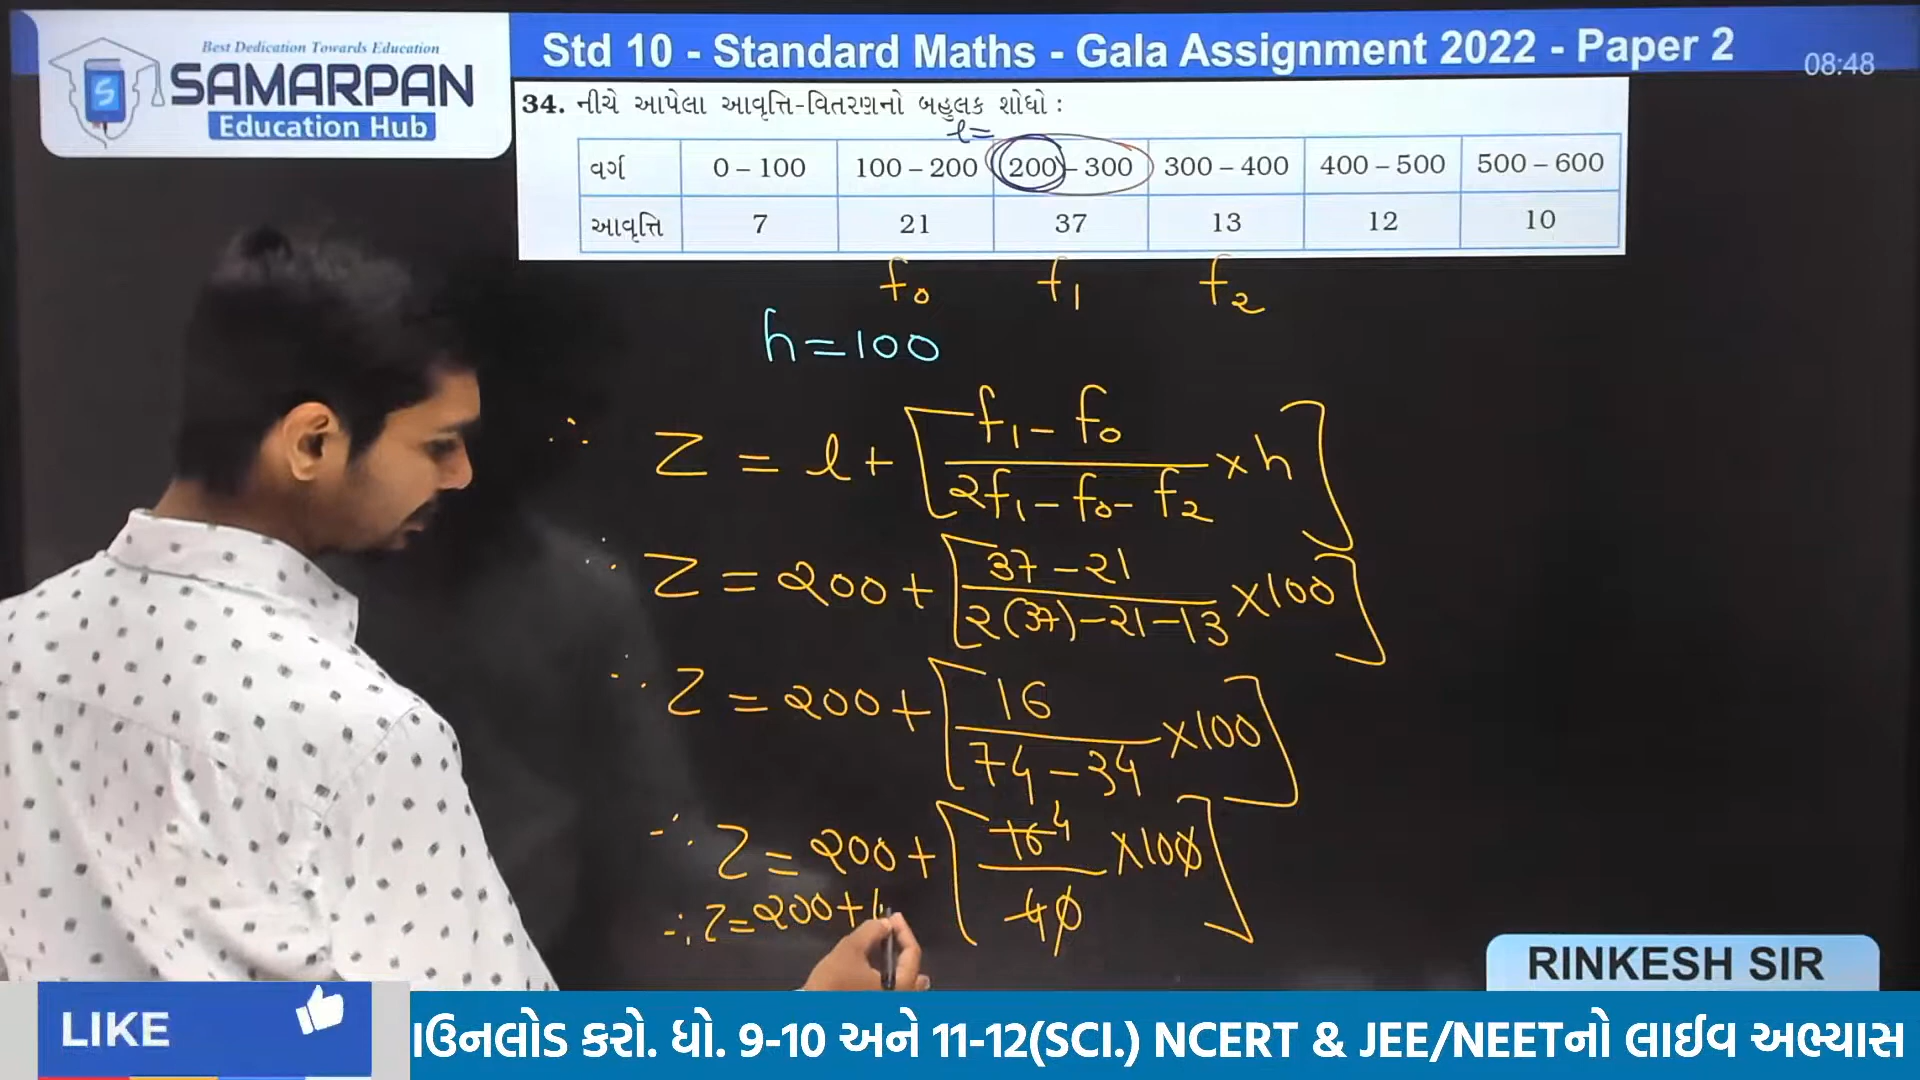 Best Dedication Towards Education
SAMARPAN
Education Hub
S
Std 10 - Standard Maths - Gala Assignment 2022 - Paper 2
08:48
34. નીચે આપેલા આવૃત્તિ-વિતરણનો બહુલક શોધો :
l=
વર્ગ 0 – 100 100 – 200 200 – 300 300 – 400 400 – 500 500 – 600
આવૃત્તિ 7 21 37 13 12 10
f₀ f₁ f₂
h=100
∴ Z = l + [ (f₁ - f₀) / (2f₁ - f₀ - f₂) × h ]
∴ Z = 200 + [ (37 - 21) / (2(37) - 21 - 13) × 100 ]
∴ Z = 200 + [ 16 / (74 - 34) × 100 ]
∴ Z = 200 + [ 16 4 / 40 × 100 ]
∴ Z = 200 +
RINKESH SIR
LIKE
ાઉનલોડ કરો. ધો. 9-10 અને 11-12(SCI.) NCERT & JEE/NEETનો લાઈવ અભ્યાસ